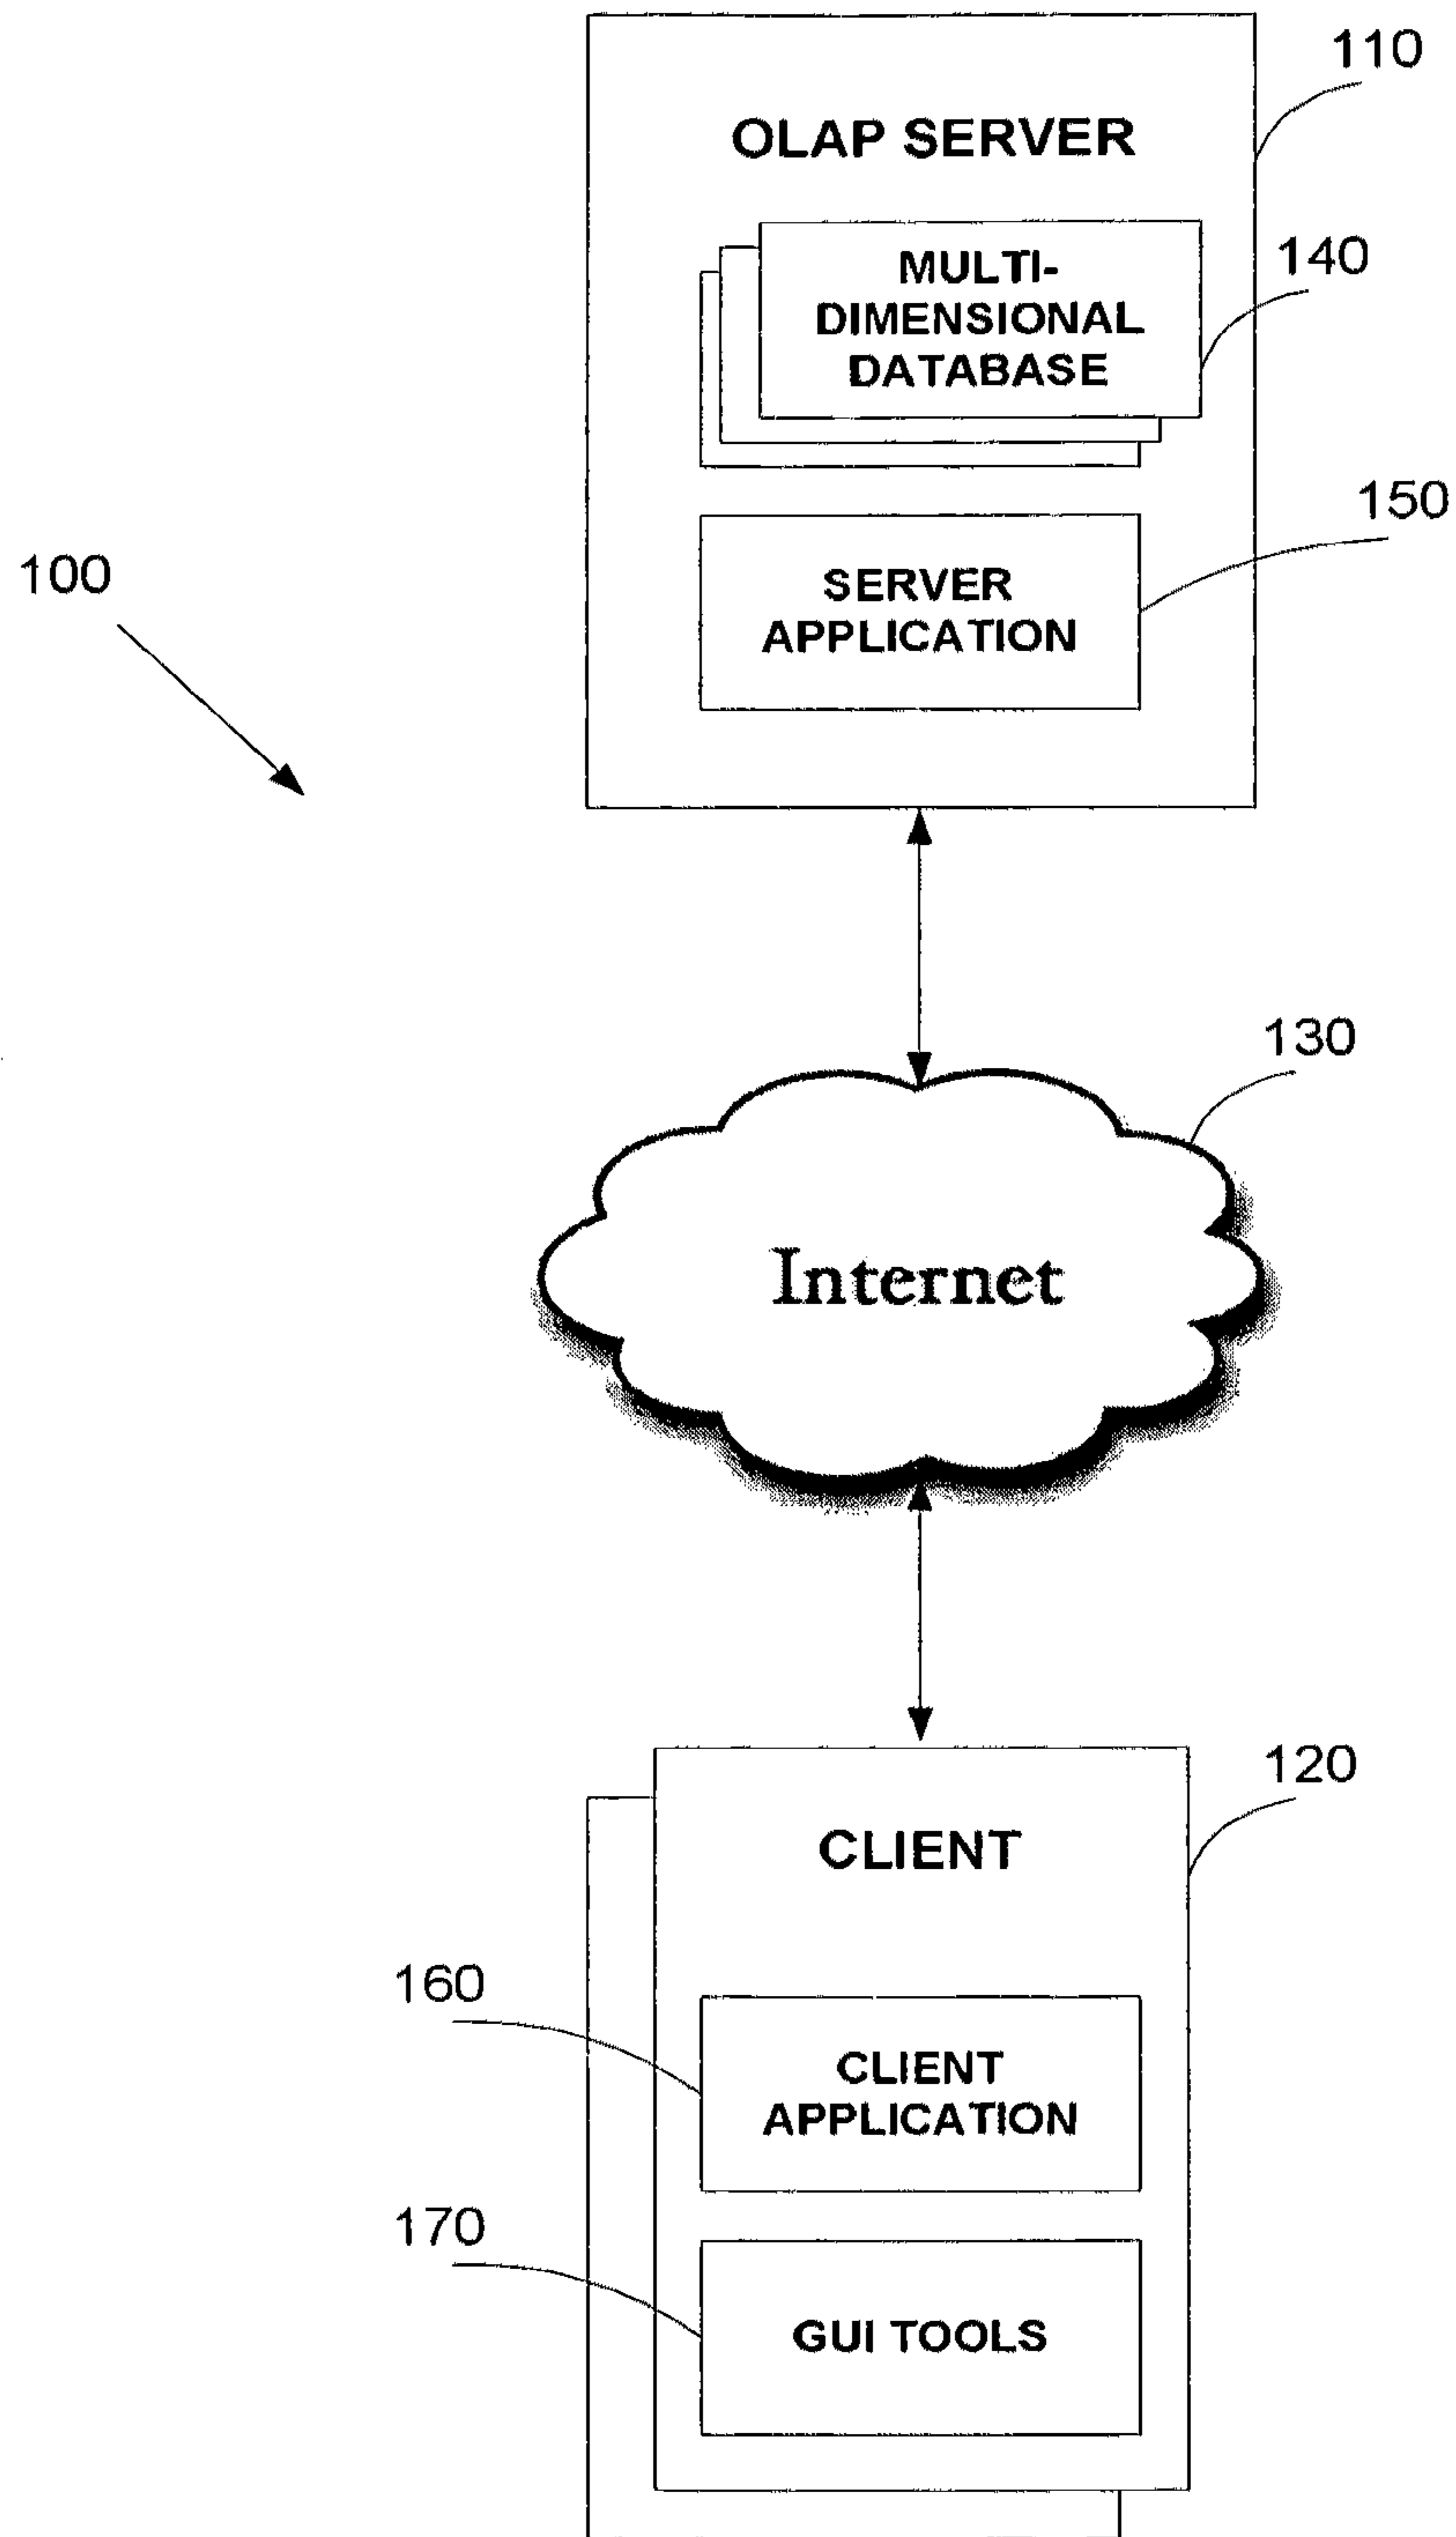 110
OLAP SERVER
MULTI-
DIMENSIONAL
DATABASE
140
150
SERVER
APPLICATION
100
130
Internet
120
CLIENT
160
CLIENT
APPLICATION
170
GUI TOOLS